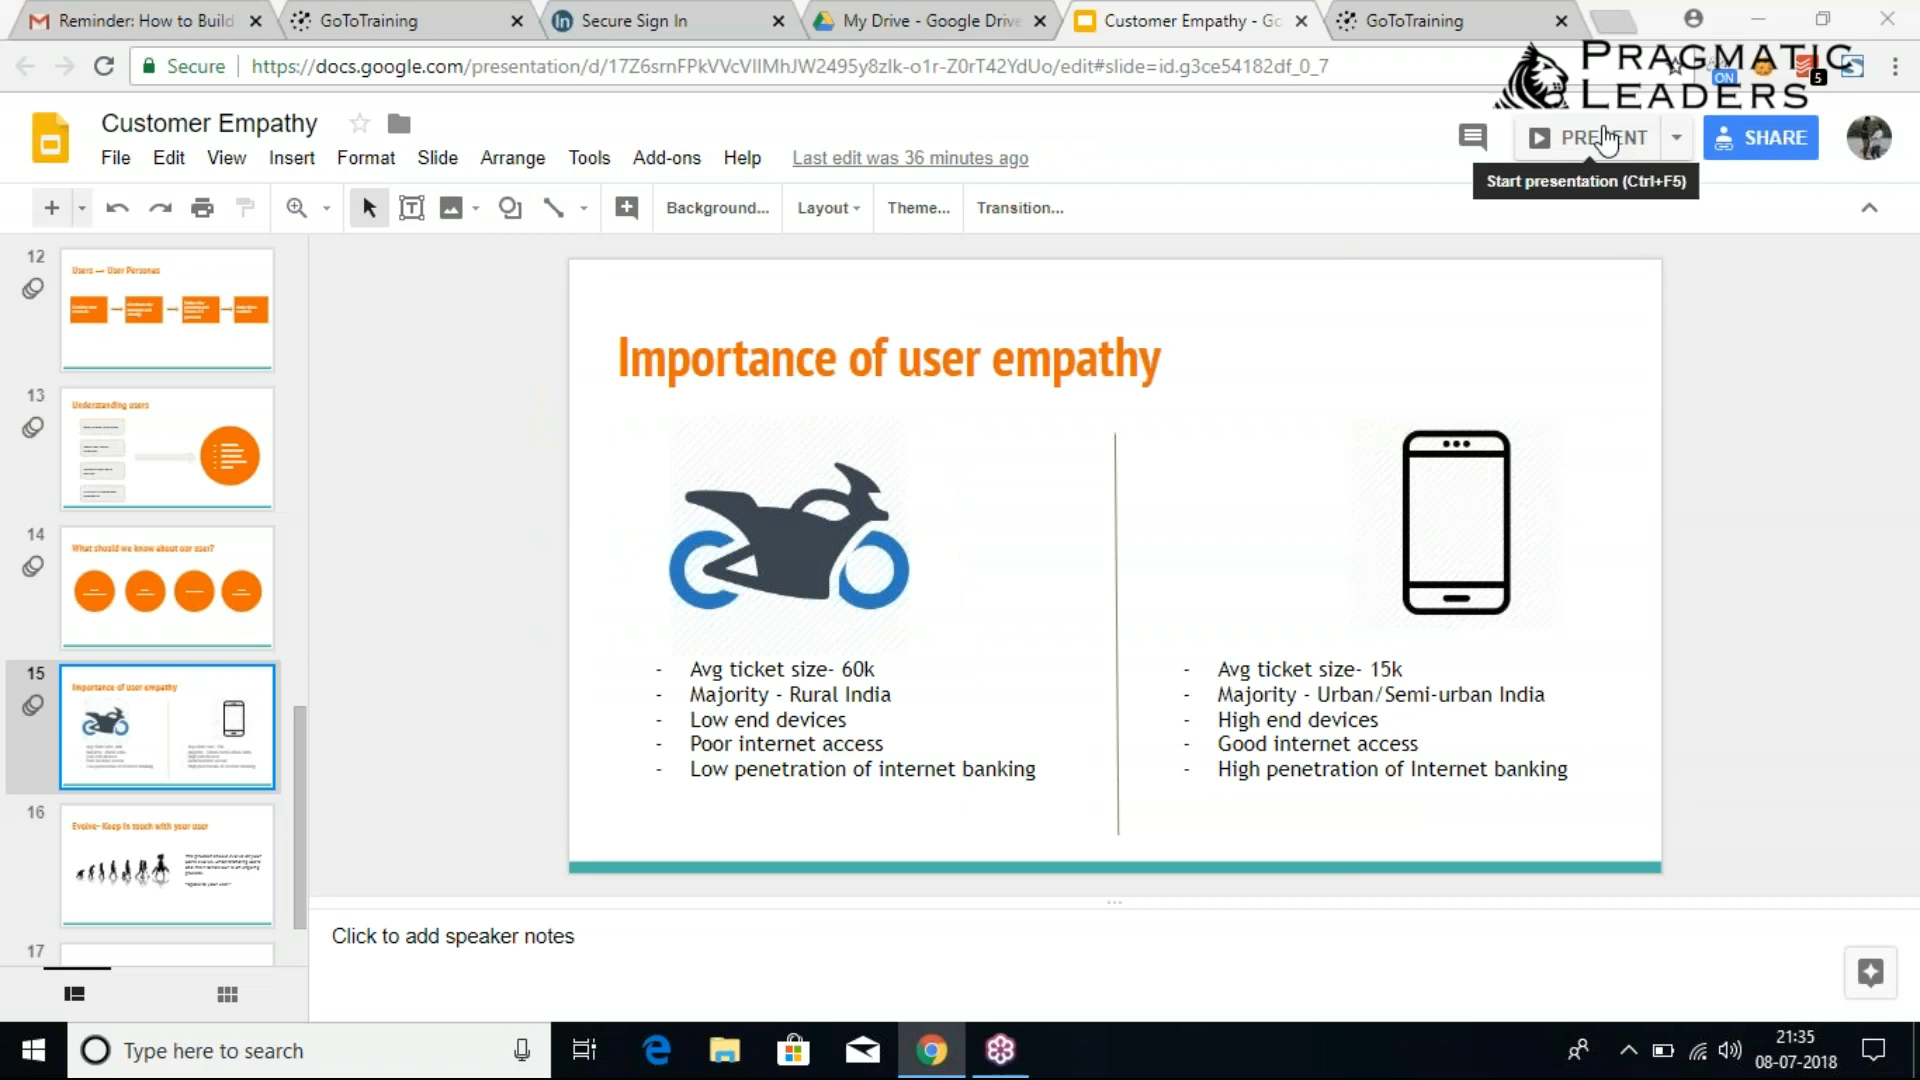 Reminder: How to Build
GoToTraining
Secure Sign In
My Drive - Google Drive
Customer Empathy - Go
GoToTraining
Secure
https://docs.google.com/presentation/d/17Z6srnFPkVVcVIlMhJW2495y8zlk-o1r-Z0rT42YdUo/edit#slide=id.g3ce54182df_0_7
PRAGMATIC
LEADERS
ON
5
Customer Empathy
PRESENT
SHARE
File Edit View Insert Format Slide Arrange Tools Add-ons Help
Last edit was 36 minutes ago
Start presentation (Ctrl+F5)
Background... Layout Theme... Transition...
12
Users — User Personas
13
Understanding users
14
What should we know about our user?
15
Importance of user empathy
16
Evolve- Keep in touch with your user
17
Importance of user empathy
- Avg ticket size- 60k
- Majority - Rural India
- Low end devices
- Poor internet access
- Low penetration of internet banking
- Avg ticket size- 15k
- Majority - Urban/Semi-urban India
- High end devices
- Good internet access
- High penetration of Internet banking
Click to add speaker notes
Type here to search
21:35
08-07-2018